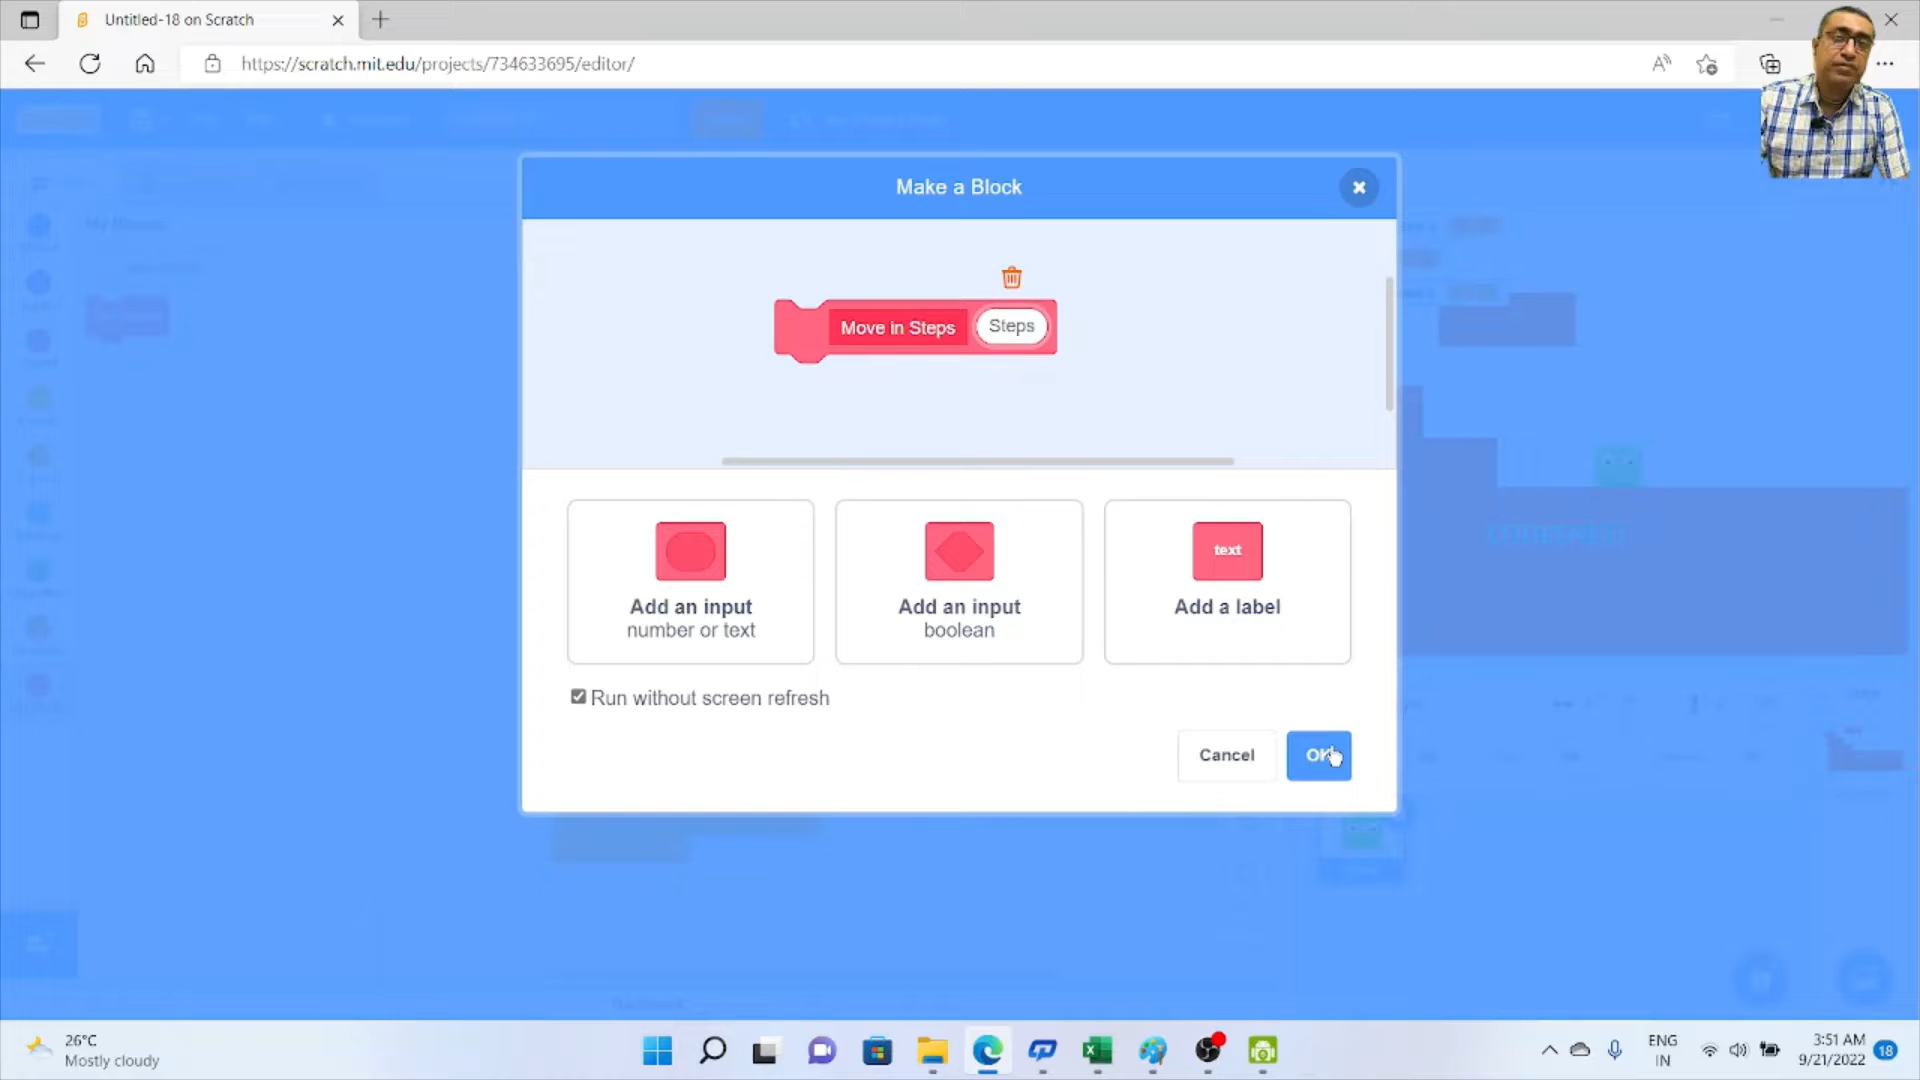 Untitled-18 on Scratch
https://scratch.mit.edu/projects/734633695/editor/
Make a Block
Move in Steps Steps
text
Add an input
number or text
Add an input
boolean
Add a label
Run without screen refresh
Cancel
OK
26°C
Mostly cloudy
ENG
IN
3:51 AM
9/21/2022
18